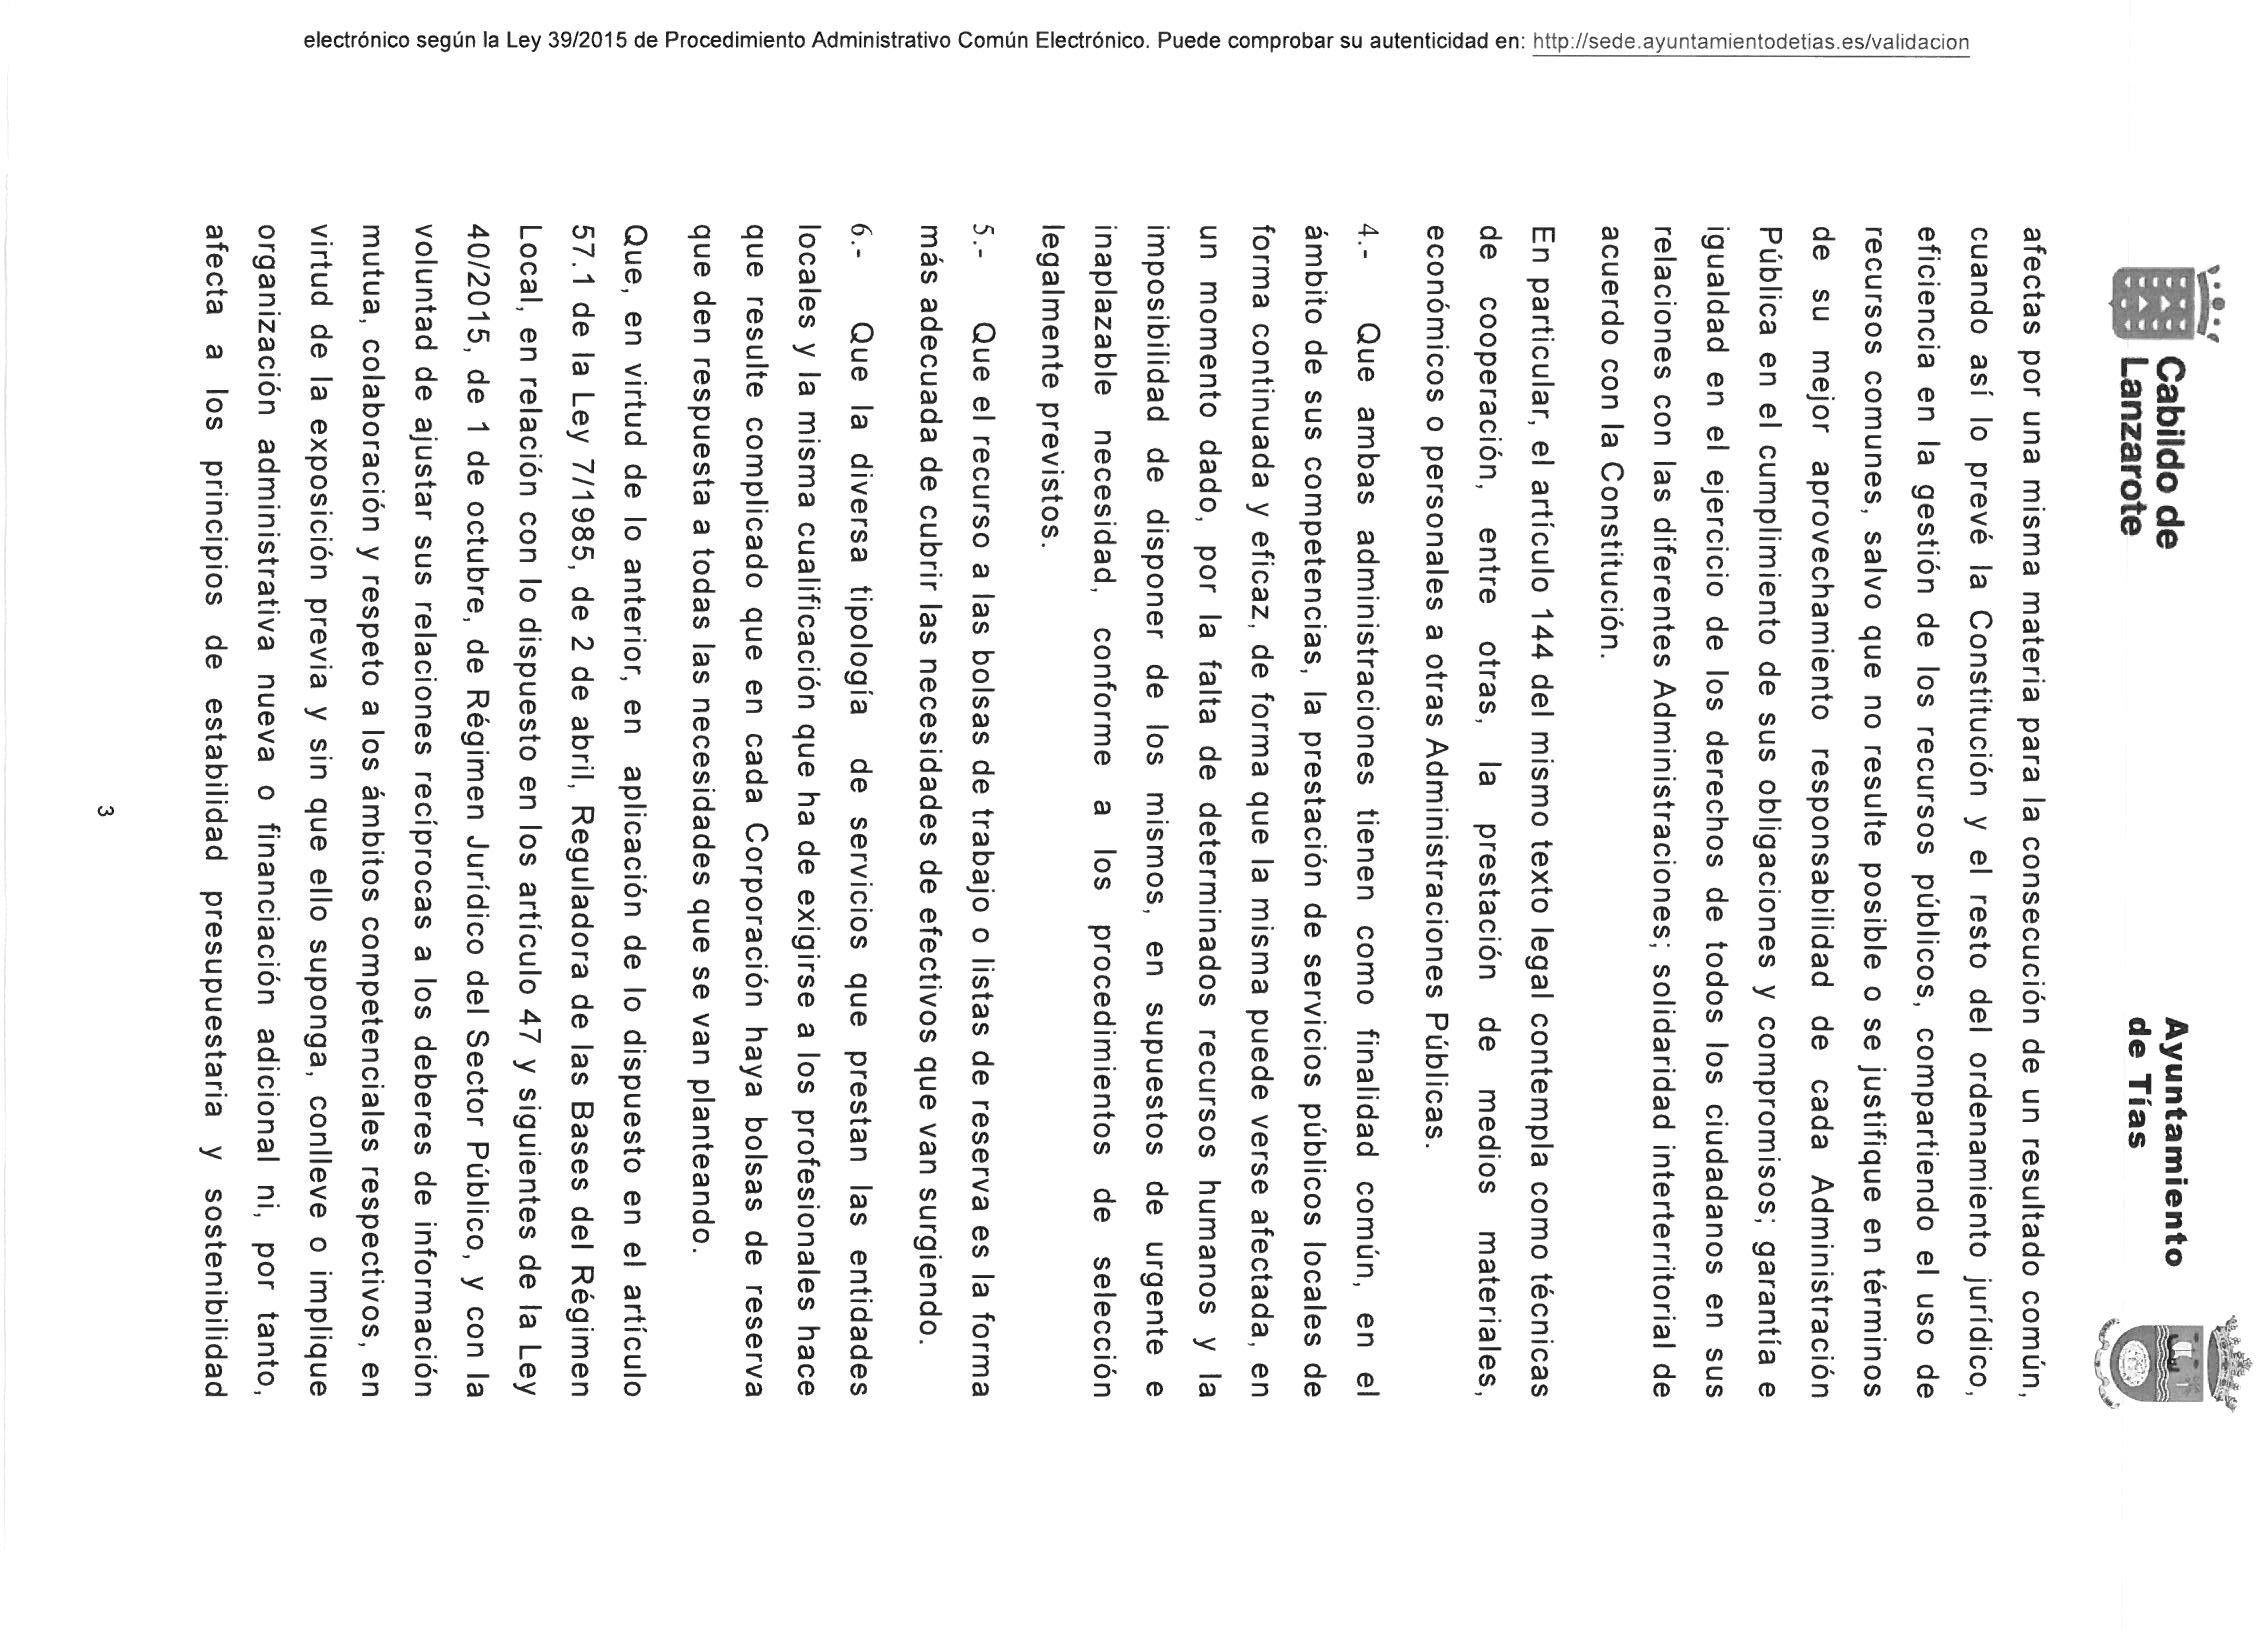 electrónico según la Ley 39/2015 de Procedimiento Administrativo Común Electrónico. Puede comprobar su autenticidad en: http://sede.ayuntamientodetias.es/validacion
Cabildo de
Lanzarote
Ayuntamiento
de Tías
afectas por una misma materia para la consecución de un resultado común,
cuando así lo prevé la Constitución y el resto del ordenamiento jurídico,
eficiencia en la gestión de los recursos públicos, compartiendo el uso de
recursos comunes, salvo que no resulte posible o se justifique en términos
de su mejor aprovechamiento responsabilidad de cada Administración
Pública en el cumplimiento de sus obligaciones y compromisos; garantía e
igualdad en el ejercicio de los derechos de todos los ciudadanos en sus
relaciones con las diferentes Administraciones; solidaridad interterritorial de
acuerdo con la Constitución.
En particular, el artículo 144 del mismo texto legal contempla como técnicas
de cooperación, entre otras, la prestación de medios materiales,
económicos o personales a otras Administraciones Públicas.
4.- Que ambas administraciones tienen como finalidad común, en el
ámbito de sus competencias, la prestación de servicios públicos locales de
forma continuada y eficaz, de forma que la misma puede verse afectada, en
un momento dado, por la falta de determinados recursos humanos y la
imposibilidad de disponer de los mismos, en supuestos de urgente e
inaplazable necesidad, conforme a los procedimientos de selección
legalmente previstos.
5.- Que el recurso a las bolsas de trabajo o listas de reserva es la forma
más adecuada de cubrir las necesidades de efectivos que van surgiendo.
6.- Que la diversa tipología de servicios que prestan las entidades
locales y la misma cualificación que ha de exigirse a los profesionales hace
que resulte complicado que en cada Corporación haya bolsas de reserva
que den respuesta a todas las necesidades que se van planteando.
Que, en virtud de lo anterior, en aplicación de lo dispuesto en el artículo
57.1 de la Ley 7/1985, de 2 de abril, Reguladora de las Bases del Régimen
Local, en relación con lo dispuesto en los artículo 47 y siguientes de la Ley
40/2015, de 1 de octubre, de Régimen Jurídico del Sector Público, y con la
voluntad de ajustar sus relaciones recíprocas a los deberes de información
mutua, colaboración y respeto a los ámbitos competenciales respectivos, en
virtud de la exposición previa y sin que ello suponga, conlleve o implique
organización administrativa nueva o financiación adicional ni, por tanto,
afecta a los principios de estabilidad presupuestaria y sostenibilidad
3